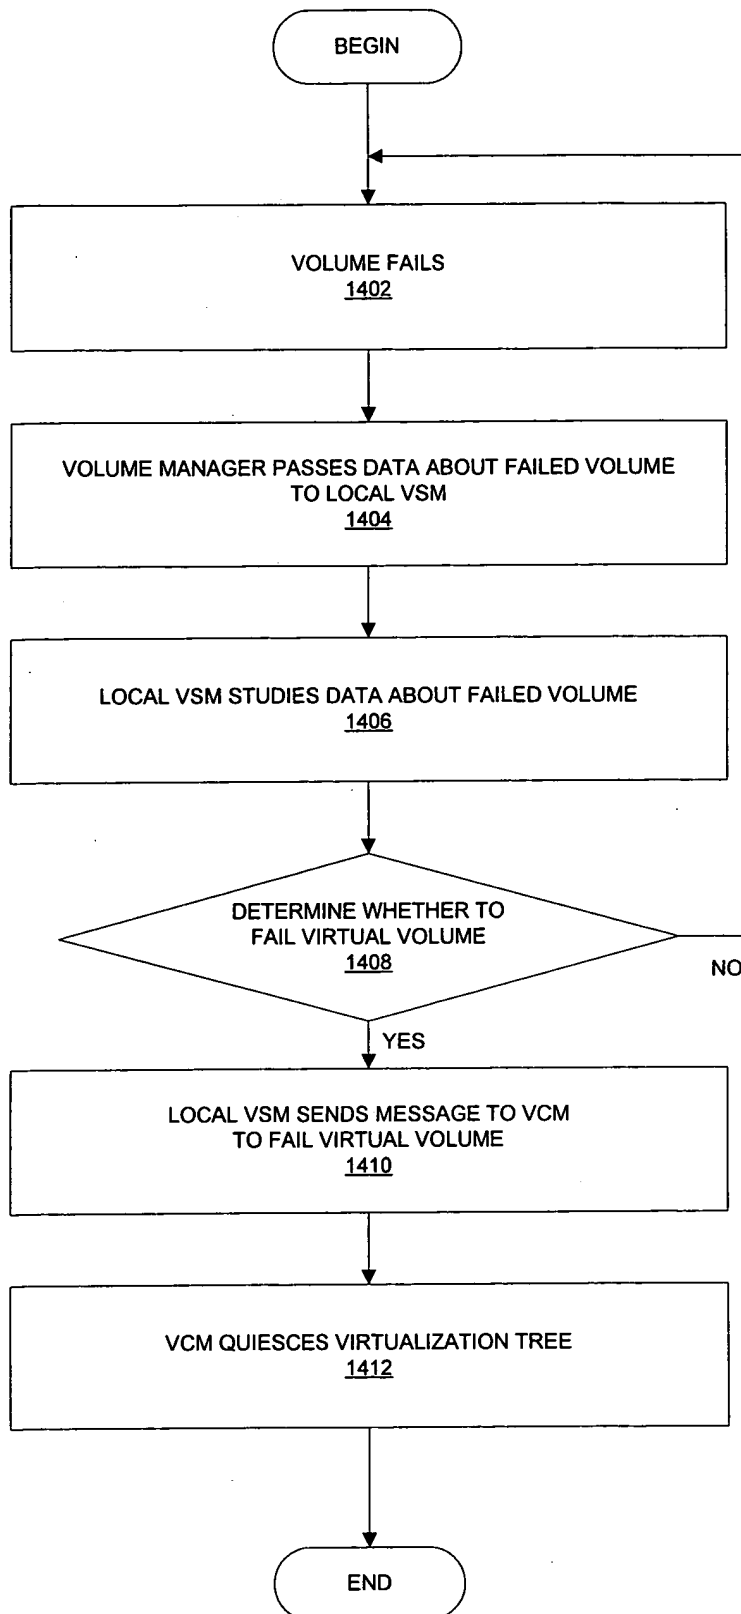 BEGIN
VOLUME FAILS
1402
VOLUME MANAGER PASSES DATA ABOUT FAILED VOLUME
TO LOCAL VSM
1404
LOCAL VSM STUDIES DATA ABOUT FAILED VOLUME
1406
DETERMINE WHETHER TO
FAIL VIRTUAL VOLUME
1408
NO
YES
LOCAL VSM SENDS MESSAGE TO VCM
TO FAIL VIRTUAL VOLUME
1410
VCM QUIESCES VIRTUALIZATION TREE
1412
END